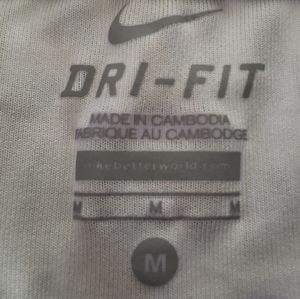 DRI-FIT
MADE IN CAMBODIA
FABRIQUE AU CAMBODGE
nikebetterworld.com
M M M
M